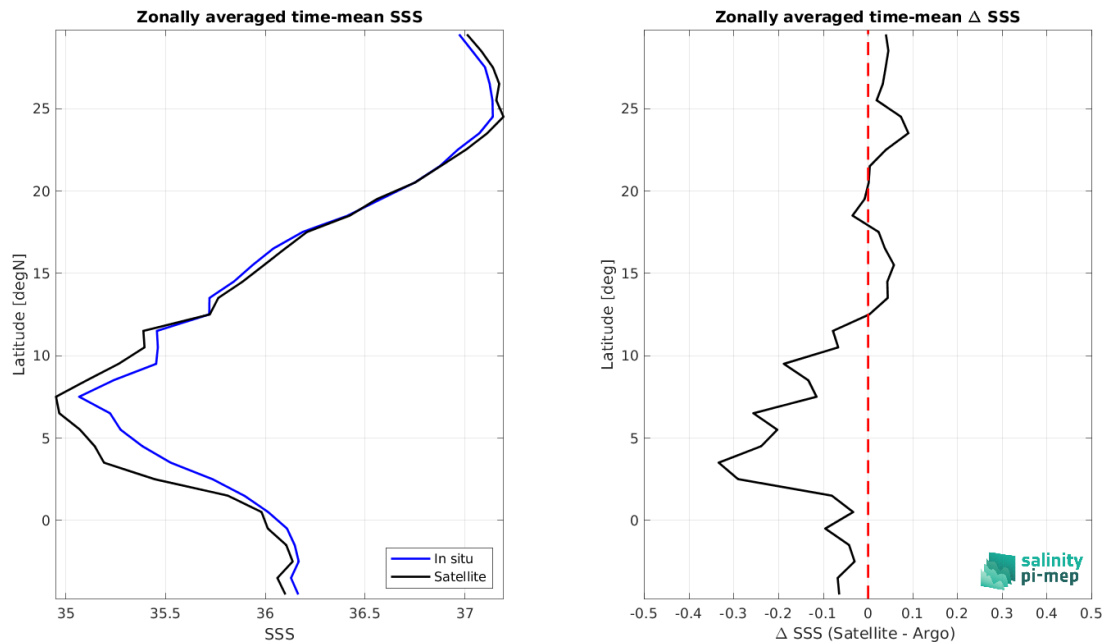 Zonally averaged time-mean SSS
Latitude [degN]
25
20
15
10
5
0
35
35.5
36
36.5
37
SSS
In situ
Satellite
Zonally averaged time-mean Δ SSS
Latitude [deg]
25
20
15
10
5
0
-0.5
-0.4
-0.3
-0.2
-0.1
0
0.1
0.2
0.3
0.4
0.5
Δ SSS (Satellite - Argo)
salinity
pi-mep